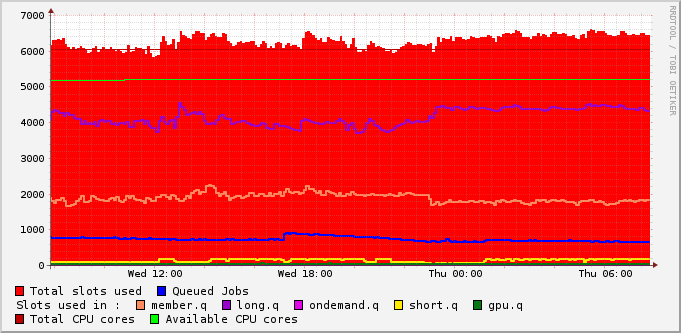 7000
6000
5000
4000
3000
2000
1000
0
Wed 12:00 Wed 18:00 Thu 00:00 Thu 06:00
Total slots used Queued Jobs
Slots used in : member.q long.q ondemand.q short.q gpu.q
Total CPU cores Available CPU cores
RRDTOOL / TOBI OETIKER